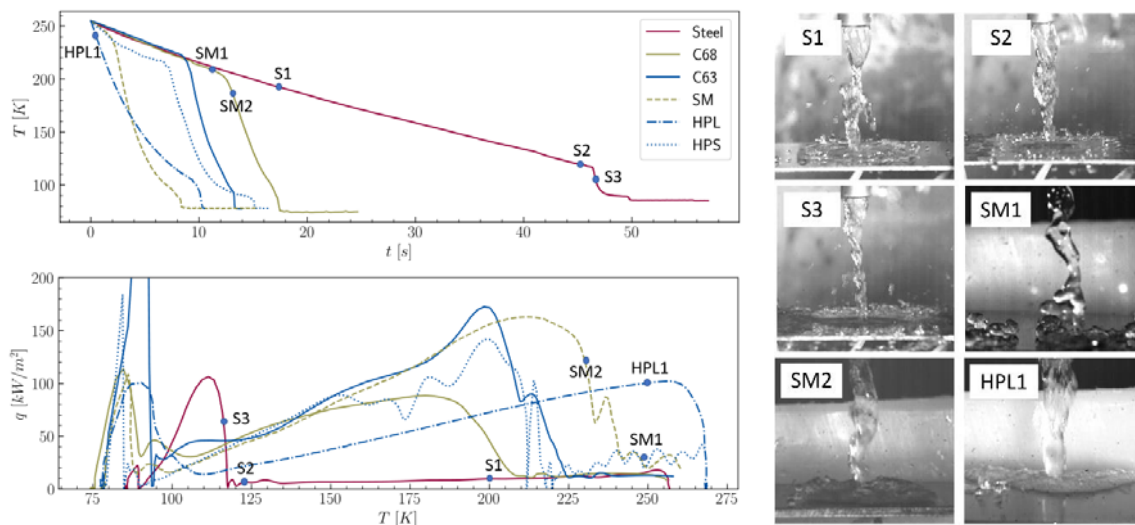 250
200
150
100
T [K]
HPL1
SM1
SM2
S1
S2
S3
Steel
C68
C63
SM
HPL
HPS
0
10
20
30
40
50
t [s]
200
150
100
50
0
q [kW/m²]
S3
S2
S1
SM2
HPL1
SM1
75
100
125
150
175
200
225
250
275
T [K]
S1
S2
S3
SM1
SM2
HPL1